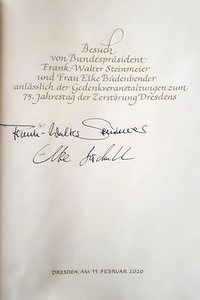 Besuch
von Bundespräsident
Frank-Walter Steinmeier
und Frau Elke Büdenbender
anlässlich der Gedenkveranstaltungen zum
75. Jahrestag der Zerstörung Dresdens
Frank-Walter Steinmeier
Elke
DRESDEN, AM 13. FEBRUAR 2020